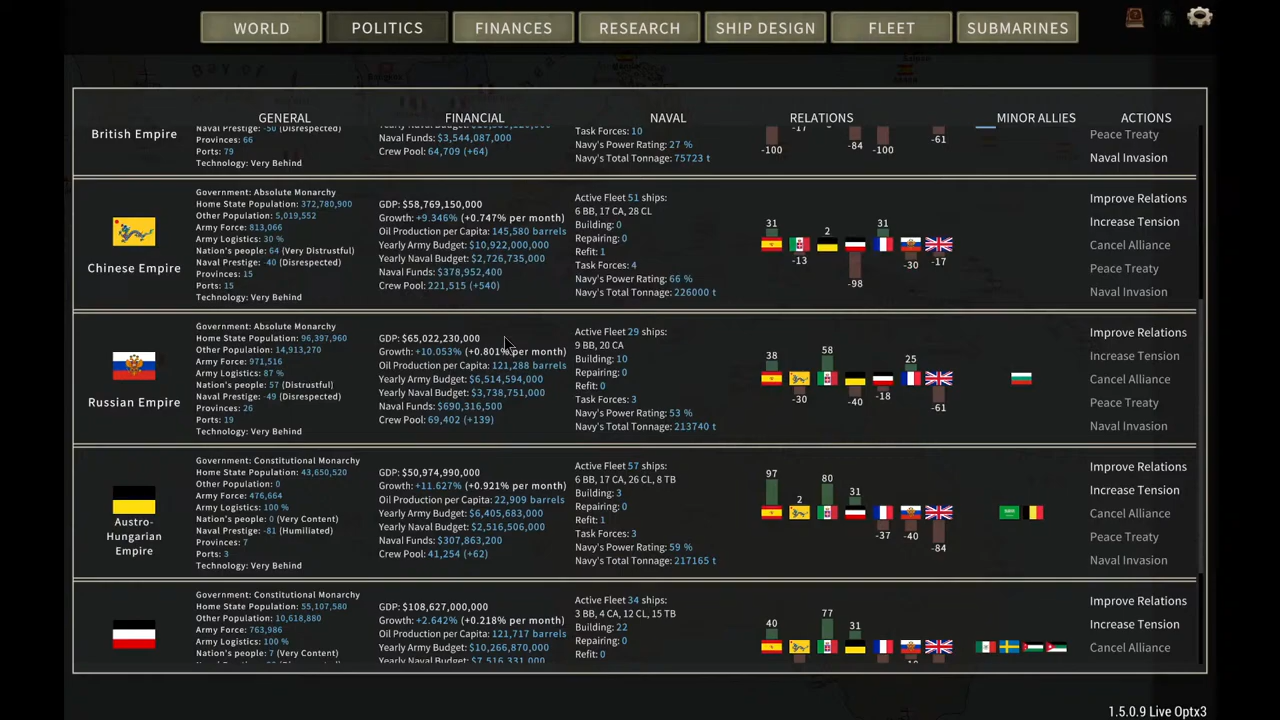 WORLD
POLITICS
FINANCES
RESEARCH
SHIP DESIGN
FLEET
SUBMARINES
GENERAL
FINANCIAL
NAVAL
RELATIONS
MINOR ALLIES
ACTIONS
British Empire
Naval Prestige: -50 (Disrespected)
Provinces: 66
Ports: 79
Technology: Very Behind
Naval Funds: $3,544,087,000
Crew Pool: 64,709 (+64)
Task Forces: 10
Navy's Power Rating: 27 %
Navy's Total Tonnage: 75723 t
-100
-17
-84
-100
-61
Peace Treaty
Naval Invasion
Chinese Empire
Government: Absolute Monarchy
Home State Population: 372,780,900
Other Population: 5,019,552
Army Force: 813,066
Army Logistics: 30 %
Nation's people: 64 (Very Distrustful)
Naval Prestige: -40 (Disrespected)
Provinces: 15
Ports: 15
Technology: Very Behind
GDP: $58,769,150,000
Growth: +9.346% (+0.747% per month)
Oil Production per Capita: 145,580 barrels
Yearly Army Budget: $10,922,000,000
Yearly Naval Budget: $2,726,735,000
Naval Funds: $378,952,400
Crew Pool: 221,515 (+540)
Active Fleet 51 ships:
6 BB, 17 CA, 28 CL
Building: 0
Repairing: 0
Refit: 1
Task Forces: 4
Navy's Power Rating: 66 %
Navy's Total Tonnage: 226000 t
31
-13
2
-98
31
-30
-17
Improve Relations
Increase Tension
Cancel Alliance
Peace Treaty
Naval Invasion
Russian Empire
Government: Absolute Monarchy
Home State Population: 96,397,960
Other Population: 14,913,270
Army Force: 971,516
Army Logistics: 87 %
Nation's people: 57 (Distrustful)
Naval Prestige: -49 (Disrespected)
Provinces: 26
Ports: 19
Technology: Very Behind
GDP: $65,022,230,000
Growth: +10.053% (+0.801% per month)
Oil Production per Capita: 121,288 barrels
Yearly Army Budget: $6,514,594,000
Yearly Naval Budget: $3,738,751,000
Naval Funds: $690,316,500
Crew Pool: 69,402 (+139)
Active Fleet 29 ships:
9 BB, 20 CA
Building: 10
Repairing: 0
Refit: 0
Task Forces: 3
Navy's Power Rating: 53 %
Navy's Total Tonnage: 213740 t
38
-30
58
-40
-18
25
-61
Improve Relations
Increase Tension
Cancel Alliance
Peace Treaty
Naval Invasion
Austro-
Hungarian
Empire
Government: Constitutional Monarchy
Home State Population: 43,650,520
Other Population: 0
Army Force: 476,664
Army Logistics: 100 %
Nation's people: 0 (Very Content)
Naval Prestige: -81 (Humiliated)
Provinces: 7
Ports: 3
Technology: Very Behind
GDP: $50,974,990,000
Growth: +11.627% (+0.921% per month)
Oil Production per Capita: 22,909 barrels
Yearly Army Budget: $6,405,683,000
Yearly Naval Budget: $2,516,506,000
Naval Funds: $307,863,200
Crew Pool: 41,254 (+62)
Active Fleet 57 ships:
6 BB, 17 CA, 26 CL, 8 TB
Building: 3
Repairing: 0
Refit: 1
Task Forces: 3
Navy's Power Rating: 59 %
Navy's Total Tonnage: 217165 t
97
2
80
31
-37
-40
-84
Improve Relations
Increase Tension
Cancel Alliance
Peace Treaty
Naval Invasion
Government: Constitutional Monarchy
Home State Population: 55,107,580
Other Population: 10,618,880
Army Force: 763,986
Army Logistics: 100 %
Nation's people: 7 (Very Content)
GDP: $108,627,000,000
Growth: +2.642% (+0.218% per month)
Oil Production per Capita: 121,717 barrels
Yearly Army Budget: $10,266,870,000
Yearly Naval Budget: $7,516,331,000
Active Fleet 34 ships:
3 BB, 4 CA, 12 CL, 15 TB
Building: 22
Repairing: 0
Refit: 0
40
77
31
Improve Relations
Increase Tension
Cancel Alliance
1.5.0.9 Live Optx3